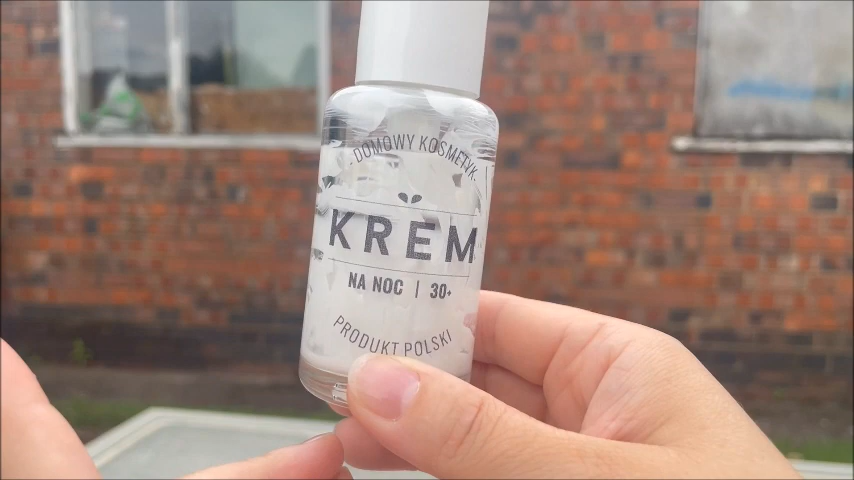 · DOMOWY KOSMETYK ·
KREM
NA NOC | 30+
PRODUKT POLSKI